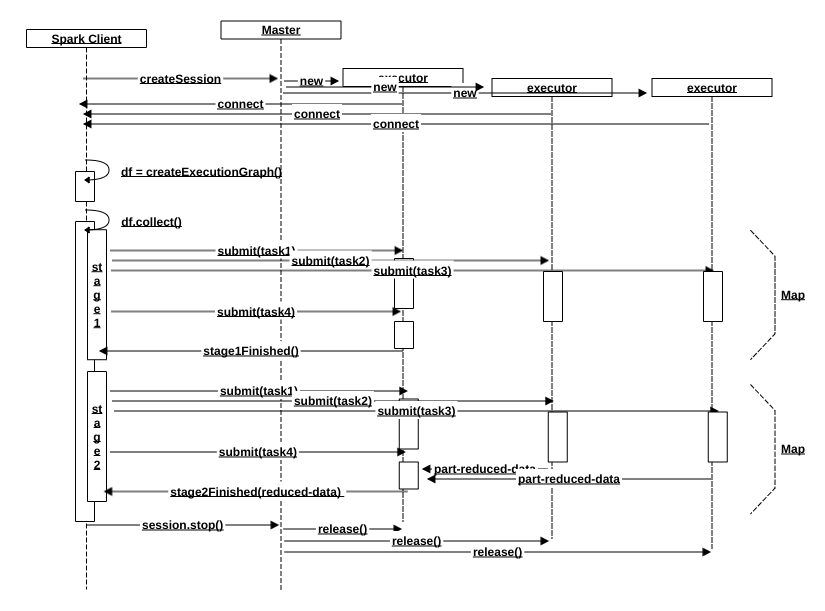 Spark Client
Master
executor
executor
executor
createSession
new
new
new
connect
connect
connect
df = createExecutionGraph()
df.collect()
stage1
submit(task1)
submit(task2)
submit(task3)
Map
submit(task4)
stage1Finished()
stage2
submit(task1)
submit(task2)
submit(task3)
Map
submit(task4)
part-reduced-data
part-reduced-data
stage2Finished(reduced-data)
session.stop()
release()
release()
release()